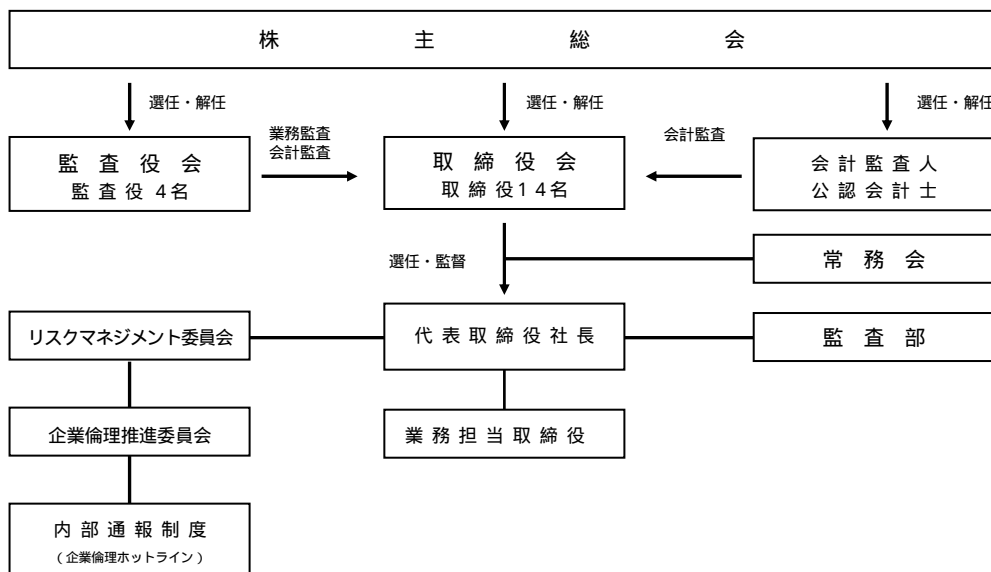 株主総会
選任・解任
選任・解任
選任・解任
監査役会
監査役 4名
業務監査
会計監査
取締役会
取締役14名
会計監査
会計監査人
公認会計士
選任・監督
常務会
リスクマネジメント委員会
代表取締役社長
監査部
企業倫理推進委員会
業務担当取締役
内部通報制度
(企業倫理ホットライン)